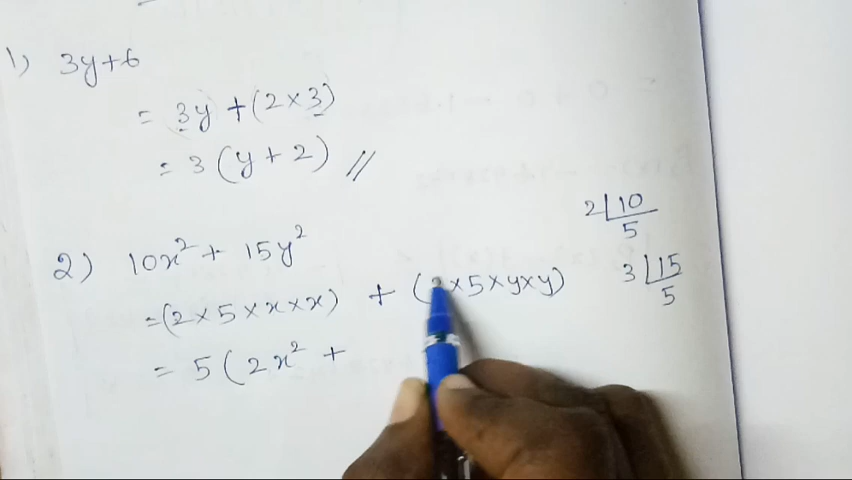 1) 3y+6
= 3y + (2×3)
= 3 (y + 2) //
2) 10x² + 15y²
=(2×5×x×x) + ( ×5×y×y)
= 5 (2x² +
2 10
5
3 15
5